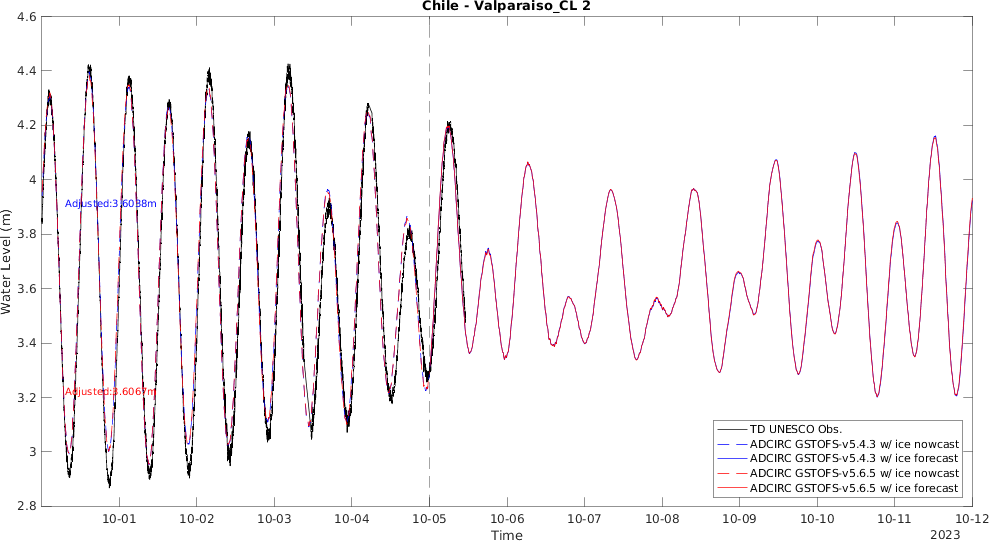 Chile - Valparaiso_CL 2
4.6
4.4
4.2
4
3.8
3.6
3.4
3.2
3
2.8
Water Level (m)
Adjusted:3.6038m
Adjusted:3.6067m
TD UNESCO Obs.
ADCIRC GSTOFS-v5.4.3 w/ ice nowcast
ADCIRC GSTOFS-v5.4.3 w/ ice forecast
ADCIRC GSTOFS-v5.6.5 w/ ice nowcast
ADCIRC GSTOFS-v5.6.5 w/ ice forecast
10-01 10-02 10-03 10-04 10-05 10-06 10-07 10-08 10-09 10-10 10-11 10-12
Time
2023